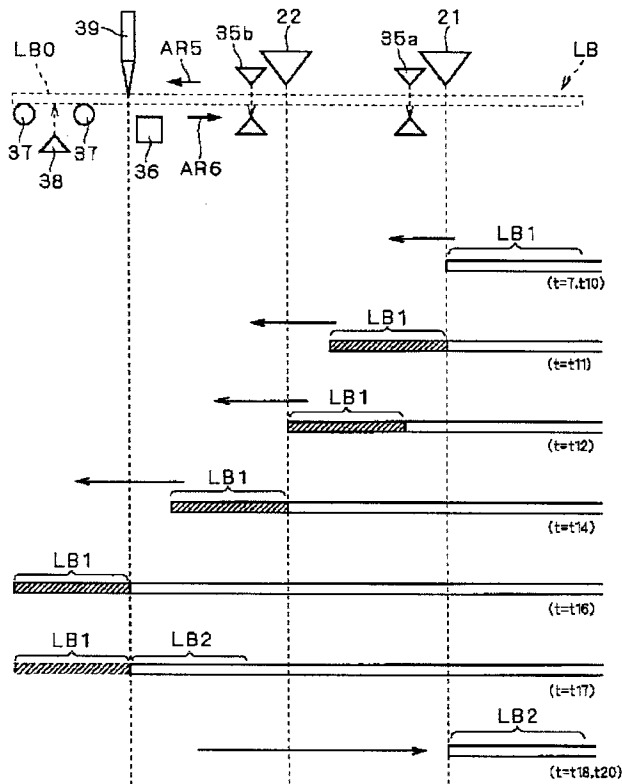 39
22
21
LB0
AR5
35b
35a
LB
37
38
37
36
AR6
LB1
(t=7,t10)
LB1
(t=t11)
LB1
(t=t12)
LB1
(t=t14)
LB1
(t=t16)
LB1
LB2
(t=t17)
LB2
(t=t18,t20)